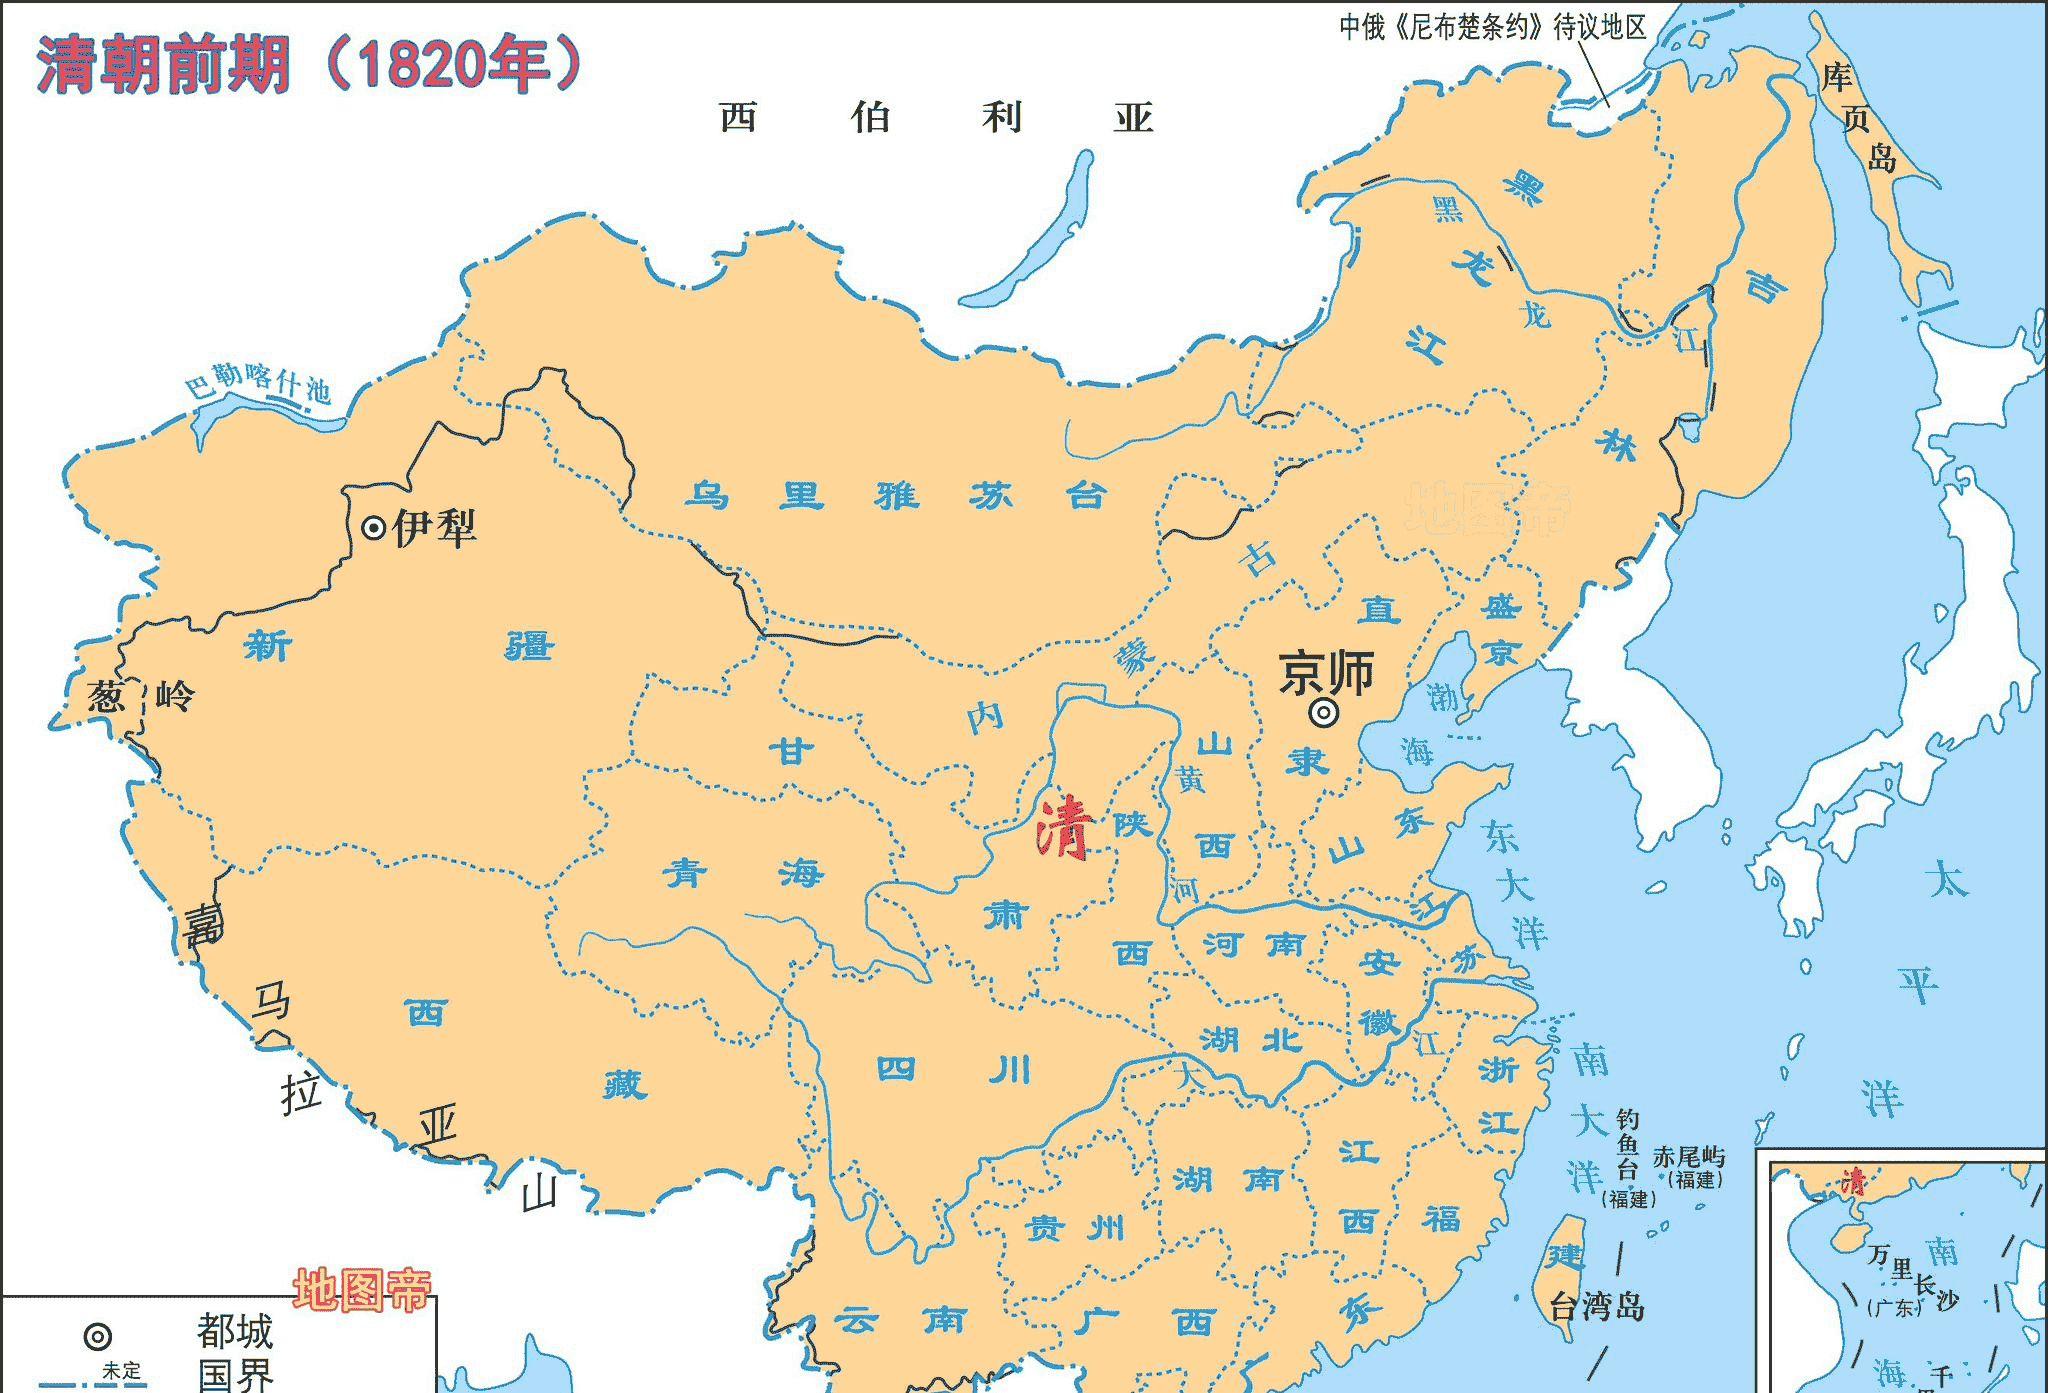 清朝前期（1820年）
中俄《尼布楚条约》待议地区
西伯利亚
库页岛
黑龙江
黑龙江
吉林
巴勒喀什池
伊犁
乌里雅苏台
地图帝
内蒙古
直隶
盛京
京师
新疆
葱岭
渤海
甘肃
山西
黄河
清
陕西
山东
青海
东大洋
太平洋
江苏
河南
安徽
喜马拉亚山
西藏
四川
湖北
大江
浙江
南大洋
钓鱼台
（福建）
赤尾屿
（福建）
江西
湖南
贵州
福建
台湾岛
云南
广西
东
地图帝
都城
未定
国界
清
南海
万里长沙
（广东）
千